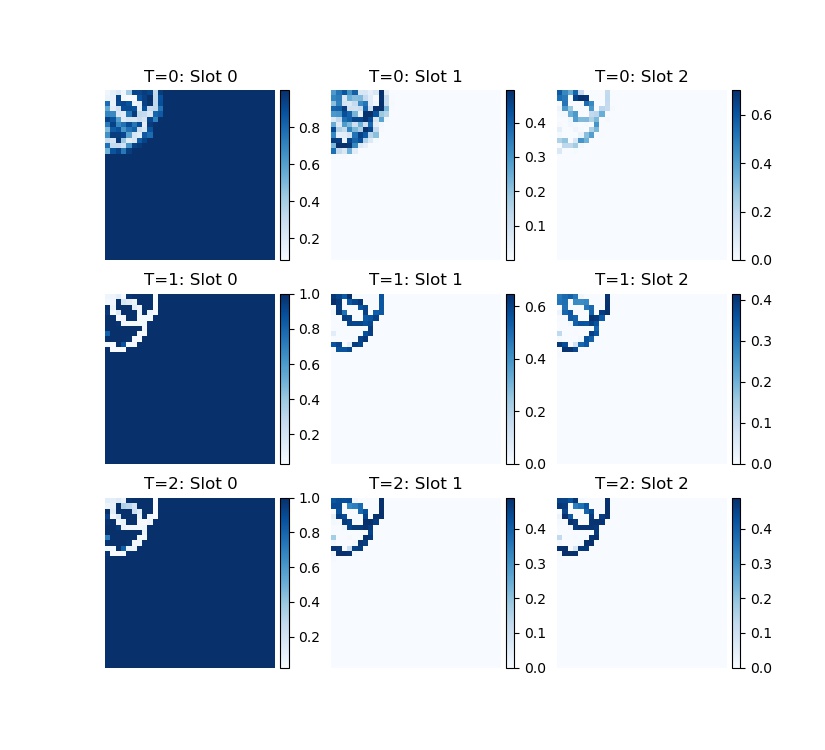 T=0: Slot 0 T=0: Slot 1 T=0: Slot 2
0.8 0.4 0.6
0.6 0.3 0.4
0.4 0.2 0.2
0.2 0.1 0.0
T=1: Slot 0 T=1: Slot 1 T=1: Slot 2
1.0 0.6 0.4
0.8 0.4 0.3
0.6 0.2 0.2
0.4 0.0 0.1
0.2 0.0
T=2: Slot 0 T=2: Slot 1 T=2: Slot 2
1.0 0.4 0.4
0.8 0.3 0.3
0.6 0.2 0.2
0.4 0.1 0.1
0.2 0.0 0.0